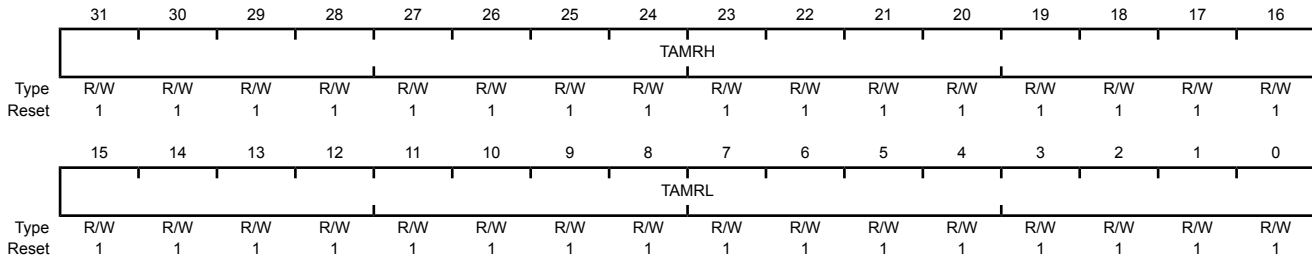 31 30 29 28 27 26 25 24 23 22 21 20 19 18 17 16
TAMRH
Type R/W R/W R/W R/W R/W R/W R/W R/W R/W R/W R/W R/W R/W R/W R/W R/W
Reset 1 1 1 1 1 1 1 1 1 1 1 1 1 1 1 1
15 14 13 12 11 10 9 8 7 6 5 4 3 2 1 0
TAMRL
Type R/W R/W R/W R/W R/W R/W R/W R/W R/W R/W R/W R/W R/W R/W R/W R/W
Reset 1 1 1 1 1 1 1 1 1 1 1 1 1 1 1 1